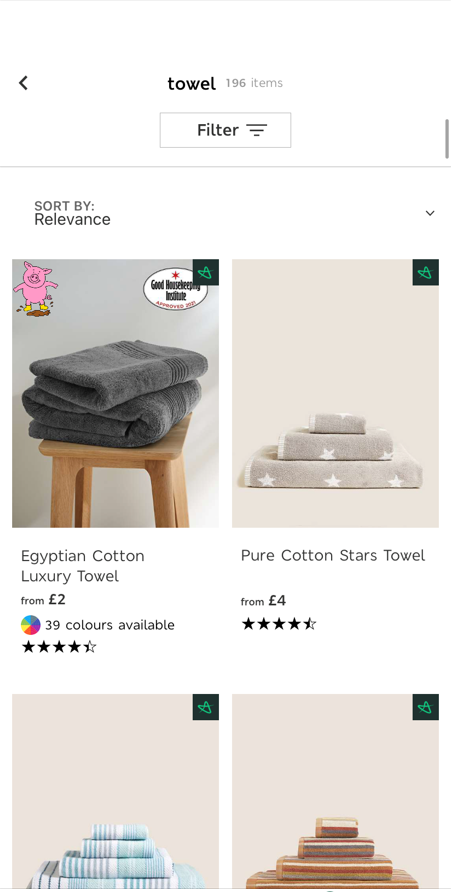 towel 196 items
Filter
SORT BY:
Relevance
Good Housekeeping
Institute
APPROVED 2021
Egyptian Cotton
Luxury Towel
from £2
39 colours available
Pure Cotton Stars Towel
from £4